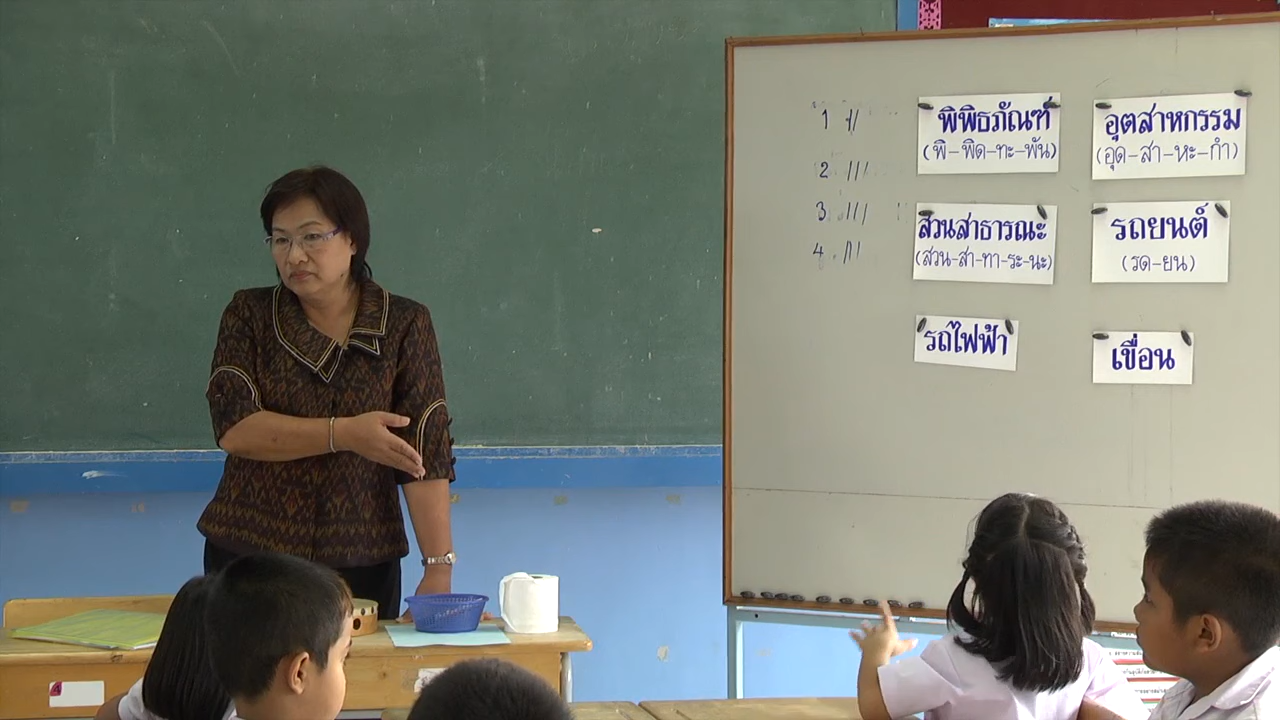 1 //
2 ///
3 ///
4 ///
พิพิธภัณฑ์
(พิ-พิด-ทะ-พัน)
อุตสาหกรรม
(อุด-สา-หะ-กำ)
สวนสาธารณะ
(สวน-สา-ทา-ระ-นะ)
รถยนต์
(รด-ยน)
รถไฟฟ้า
เขื่อน